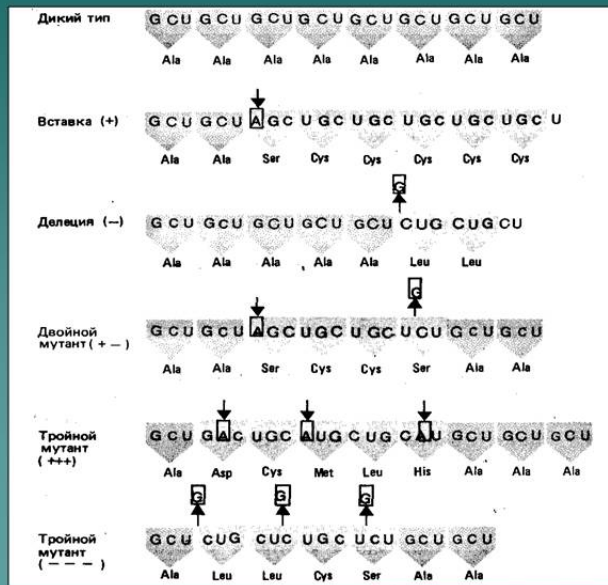 Дикий тип GCU GCU GCU GCU GCU GCU GCU GCU
Ala Ala Ala Ala Ala Ala Ala Ala
Вставка (+) GCU GCU AGC UGC UGC UGC UGC UGC U
Ala Ala Ser Cys Cys Cys Cys Cys
G
Делеция (—) GCU GCU GCU GCU GCU CUG CUG CU
Ala Ala Ala Ala Ala Leu Leu
G
Двойной
мутант ( + — ) GCU GCU AGC UGC UGC UCU GCU GCU
Ala Ala Ser Cys Cys Ser Ala Ala
Тройной
мутант
(+++) GCU GAC UGC AUG CUG CAU GCU GCU GCU
Ala Asp Cys Met Leu His Ala Ala Ala
G G G
Тройной
мутант
( — — — ) GCU CUG CUC UGC UCU GCU GCU
Ala Leu Leu Cys Ser Ala Ala